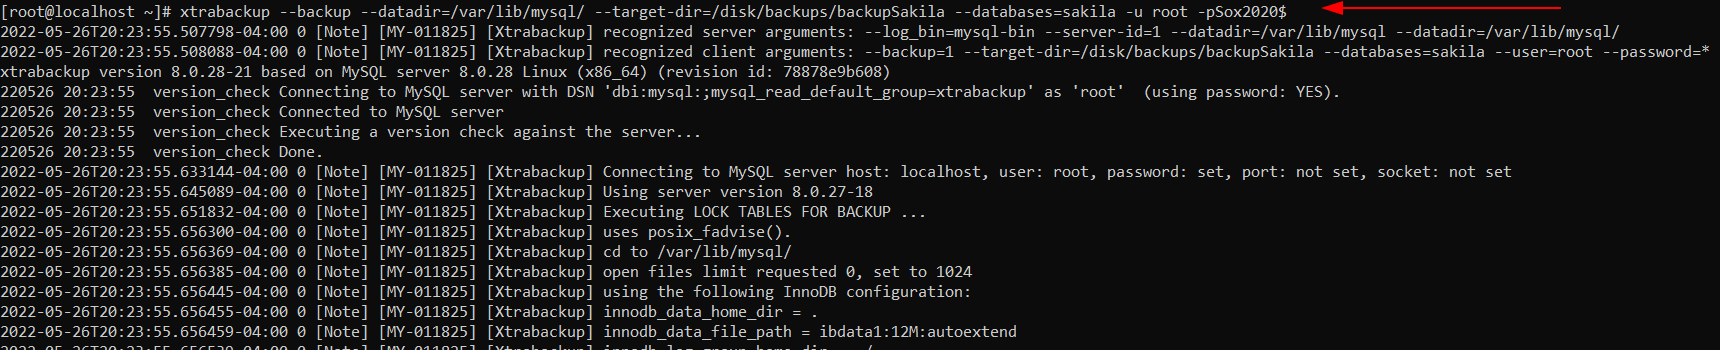 [root@localhost ~]# xtrabackup --backup --datadir=/var/lib/mysql/ --target-dir=/disk/backups/backupSakila --databases=sakila -u root -pSox2020$
2022-05-26T20:23:55.507798-04:00 0 [Note] [MY-011825] [Xtrabackup] recognized server arguments: --log_bin=mysql-bin --server-id=1 --datadir=/var/lib/mysql --datadir=/var/lib/mysql/
2022-05-26T20:23:55.508088-04:00 0 [Note] [MY-011825] [Xtrabackup] recognized client arguments: --backup=1 --target-dir=/disk/backups/backupSakila --databases=sakila --user=root --password=*
xtrabackup version 8.0.28-21 based on MySQL server 8.0.28 Linux (x86_64) (revision id: 78878e9b608)
220526 20:23:55  version_check Connecting to MySQL server with DSN 'dbi:mysql:;mysql_read_default_group=xtrabackup' as 'root'  (using password: YES).
220526 20:23:55  version_check Connected to MySQL server
220526 20:23:55  version_check Executing a version check against the server...
220526 20:23:55  version_check Done.
2022-05-26T20:23:55.633144-04:00 0 [Note] [MY-011825] [Xtrabackup] Connecting to MySQL server host: localhost, user: root, password: set, port: not set, socket: not set
2022-05-26T20:23:55.645089-04:00 0 [Note] [MY-011825] [Xtrabackup] Using server version 8.0.27-18
2022-05-26T20:23:55.651832-04:00 0 [Note] [MY-011825] [Xtrabackup] Executing LOCK TABLES FOR BACKUP ...
2022-05-26T20:23:55.656300-04:00 0 [Note] [MY-011825] [Xtrabackup] uses posix_fadvise().
2022-05-26T20:23:55.656369-04:00 0 [Note] [MY-011825] [Xtrabackup] cd to /var/lib/mysql/
2022-05-26T20:23:55.656385-04:00 0 [Note] [MY-011825] [Xtrabackup] open files limit requested 0, set to 1024
2022-05-26T20:23:55.656445-04:00 0 [Note] [MY-011825] [Xtrabackup] using the following InnoDB configuration:
2022-05-26T20:23:55.656455-04:00 0 [Note] [MY-011825] [Xtrabackup] innodb_data_home_dir = .
2022-05-26T20:23:55.656459-04:00 0 [Note] [MY-011825] [Xtrabackup] innodb_data_file_path = ibdata1:12M:autoextend